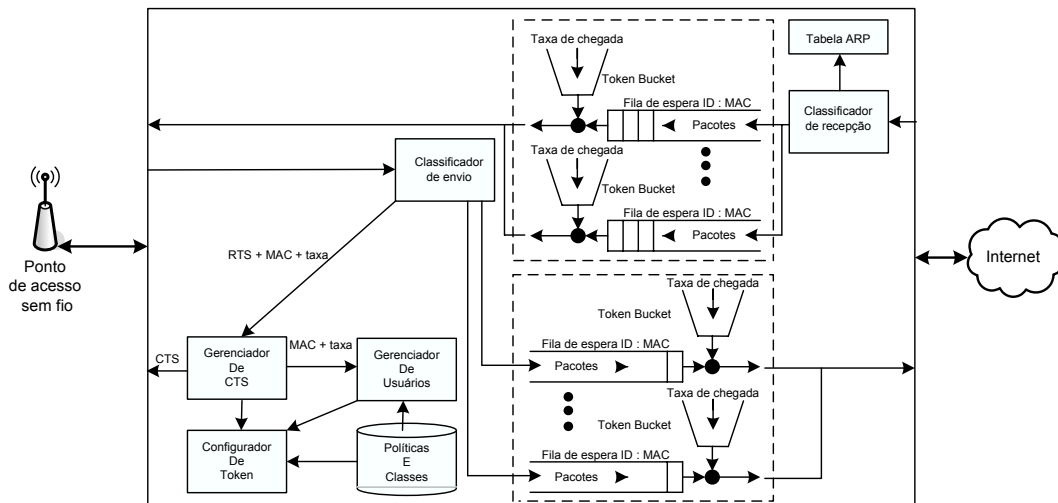 Taxa de chegada
Token Bucket
Fila de espera ID : MAC
Pacotes
Tabela ARP
Classificador
de recepção
Classificador
de envio
Taxa de chegada
Token Bucket
Fila de espera ID : MAC
Pacotes
Ponto
de acesso
sem fio
RTS + MAC + taxa
Internet
Taxa de chegada
Token Bucket
Fila de espera ID : MAC
Pacotes
CTS
Gerenciador
De
CTS
MAC + taxa
Gerenciador
De
Usuários
Taxa de chegada
Token Bucket
Fila de espera ID : MAC
Pacotes
Configurador
De
Token
Políticas
E
Classes